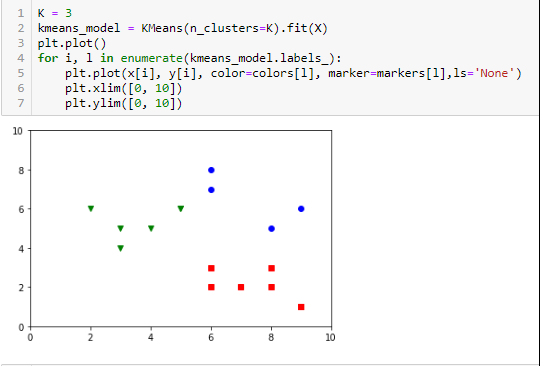 1 K = 3
2 kmeans_model = KMeans(n_clusters=K).fit(X)
3 plt.plot()
4 for i, l in enumerate(kmeans_model.labels_):
5     plt.plot(x[i], y[i], color=colors[l], marker=markers[l],ls='None')
6     plt.xlim([0, 10])
7     plt.ylim([0, 10])
10
8
6
4
2
0
0 2 4 6 8 10